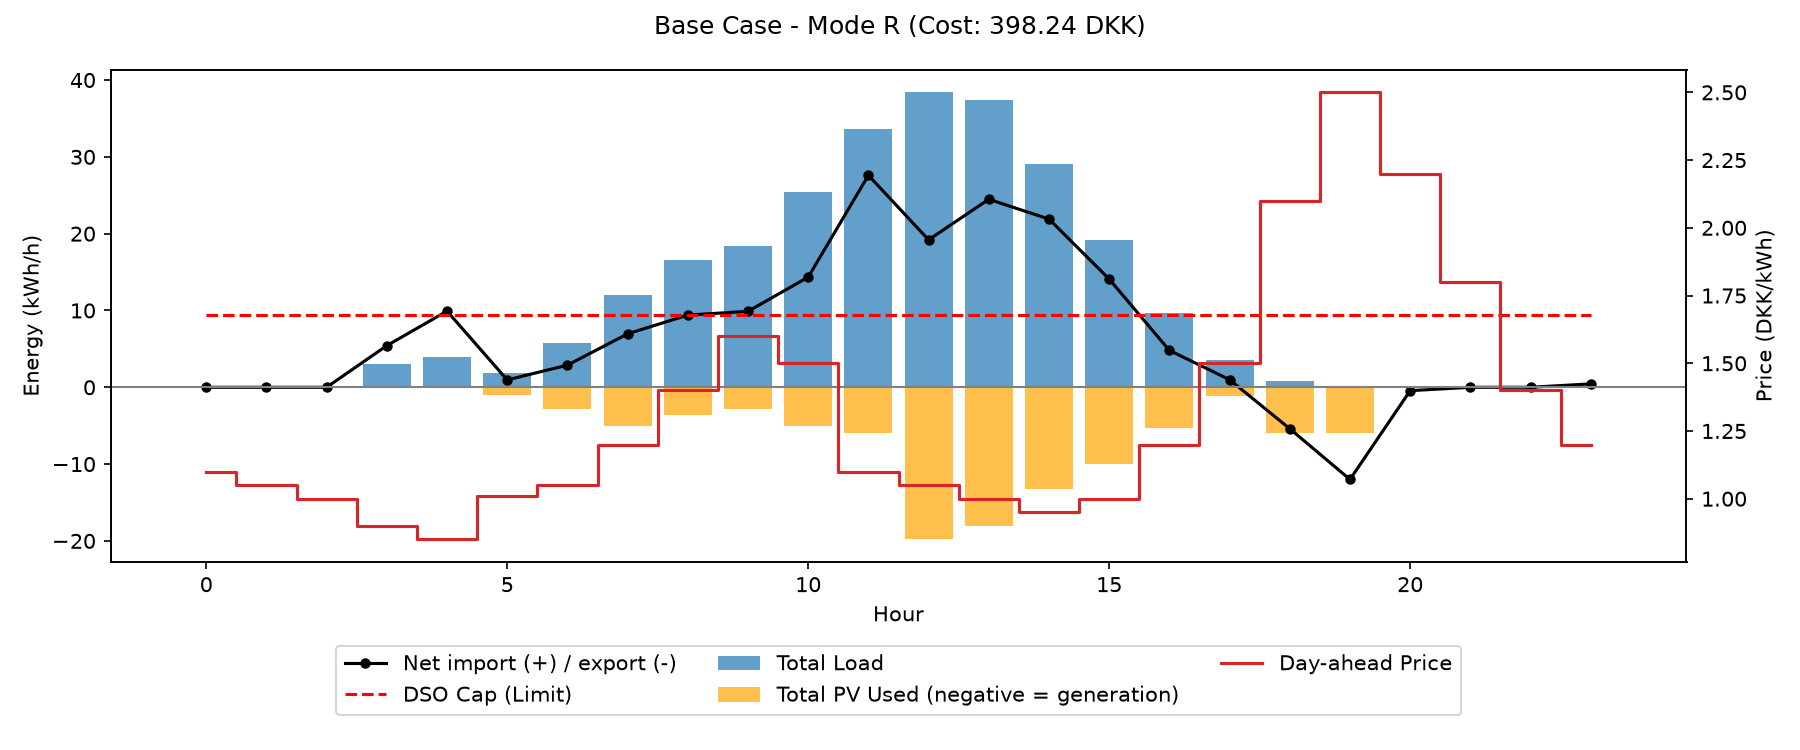 Base Case - Mode R (Cost: 398.24 DKK)
Energy (kWh/h)
40
30
20
10
0
−10
−20
2.50
2.25
2.00
1.75
1.50
1.25
1.00
Price (DKK/kWh)
0 5 10 15 20
Hour
Net import (+) / export (-)
DSO Cap (Limit)
Total Load
Total PV Used (negative = generation)
Day-ahead Price